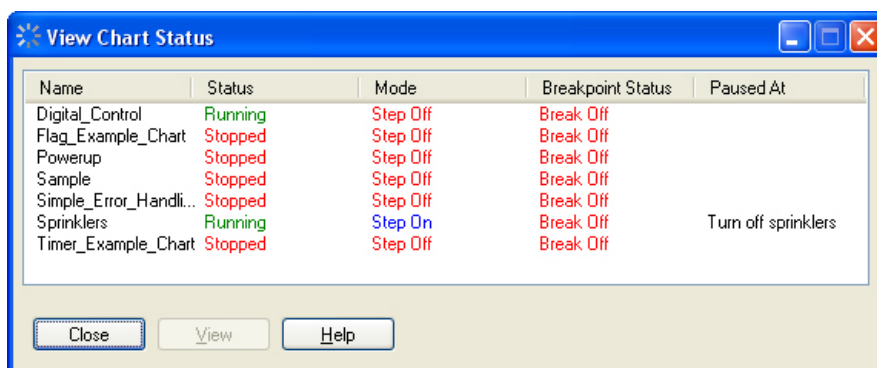 View Chart Status
Name Status Mode Breakpoint Status Paused At
Digital_Control Running Step Off Break Off
Flag_Example_Chart Stopped Step Off Break Off
Powerup Stopped Step Off Break Off
Sample Stopped Step Off Break Off
Simple_Error_Handli... Stopped Step Off Break Off
Sprinklers Running Step On Break Off Turn off sprinklers
Timer_Example_Chart Stopped Step Off Break Off
Close View Help